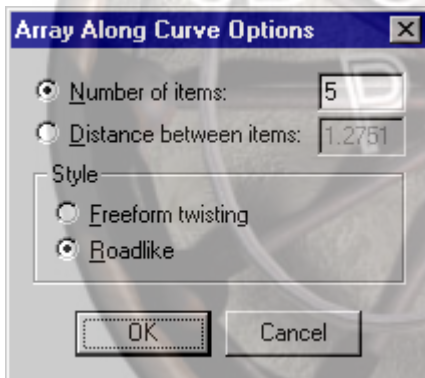 Array Along Curve Options
Number of items: 5
Distance between items: 1.2751
Style
Freeform twisting
Roadlike
OK
Cancel